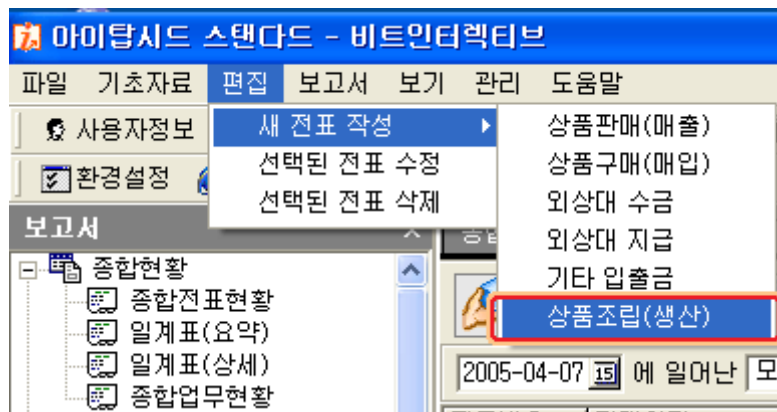 아이탑시드 스탠다드 - 비트인터렉티브
파일 기초자료 편집 보고서 보기 관리 도움말
사용자정보
환경설정
새 전표 작성
선택된 전표 수정
선택된 전표 삭제
상품판매(매출)
상품구매(매입)
외상대 수금
외상대 지급
기타 입출금
상품조립(생산)
보고서
종합현황
종합전표현황
일계표(요약)
일계표(상세)
종합업무현황
2005-04-07 15 에 일어난 모